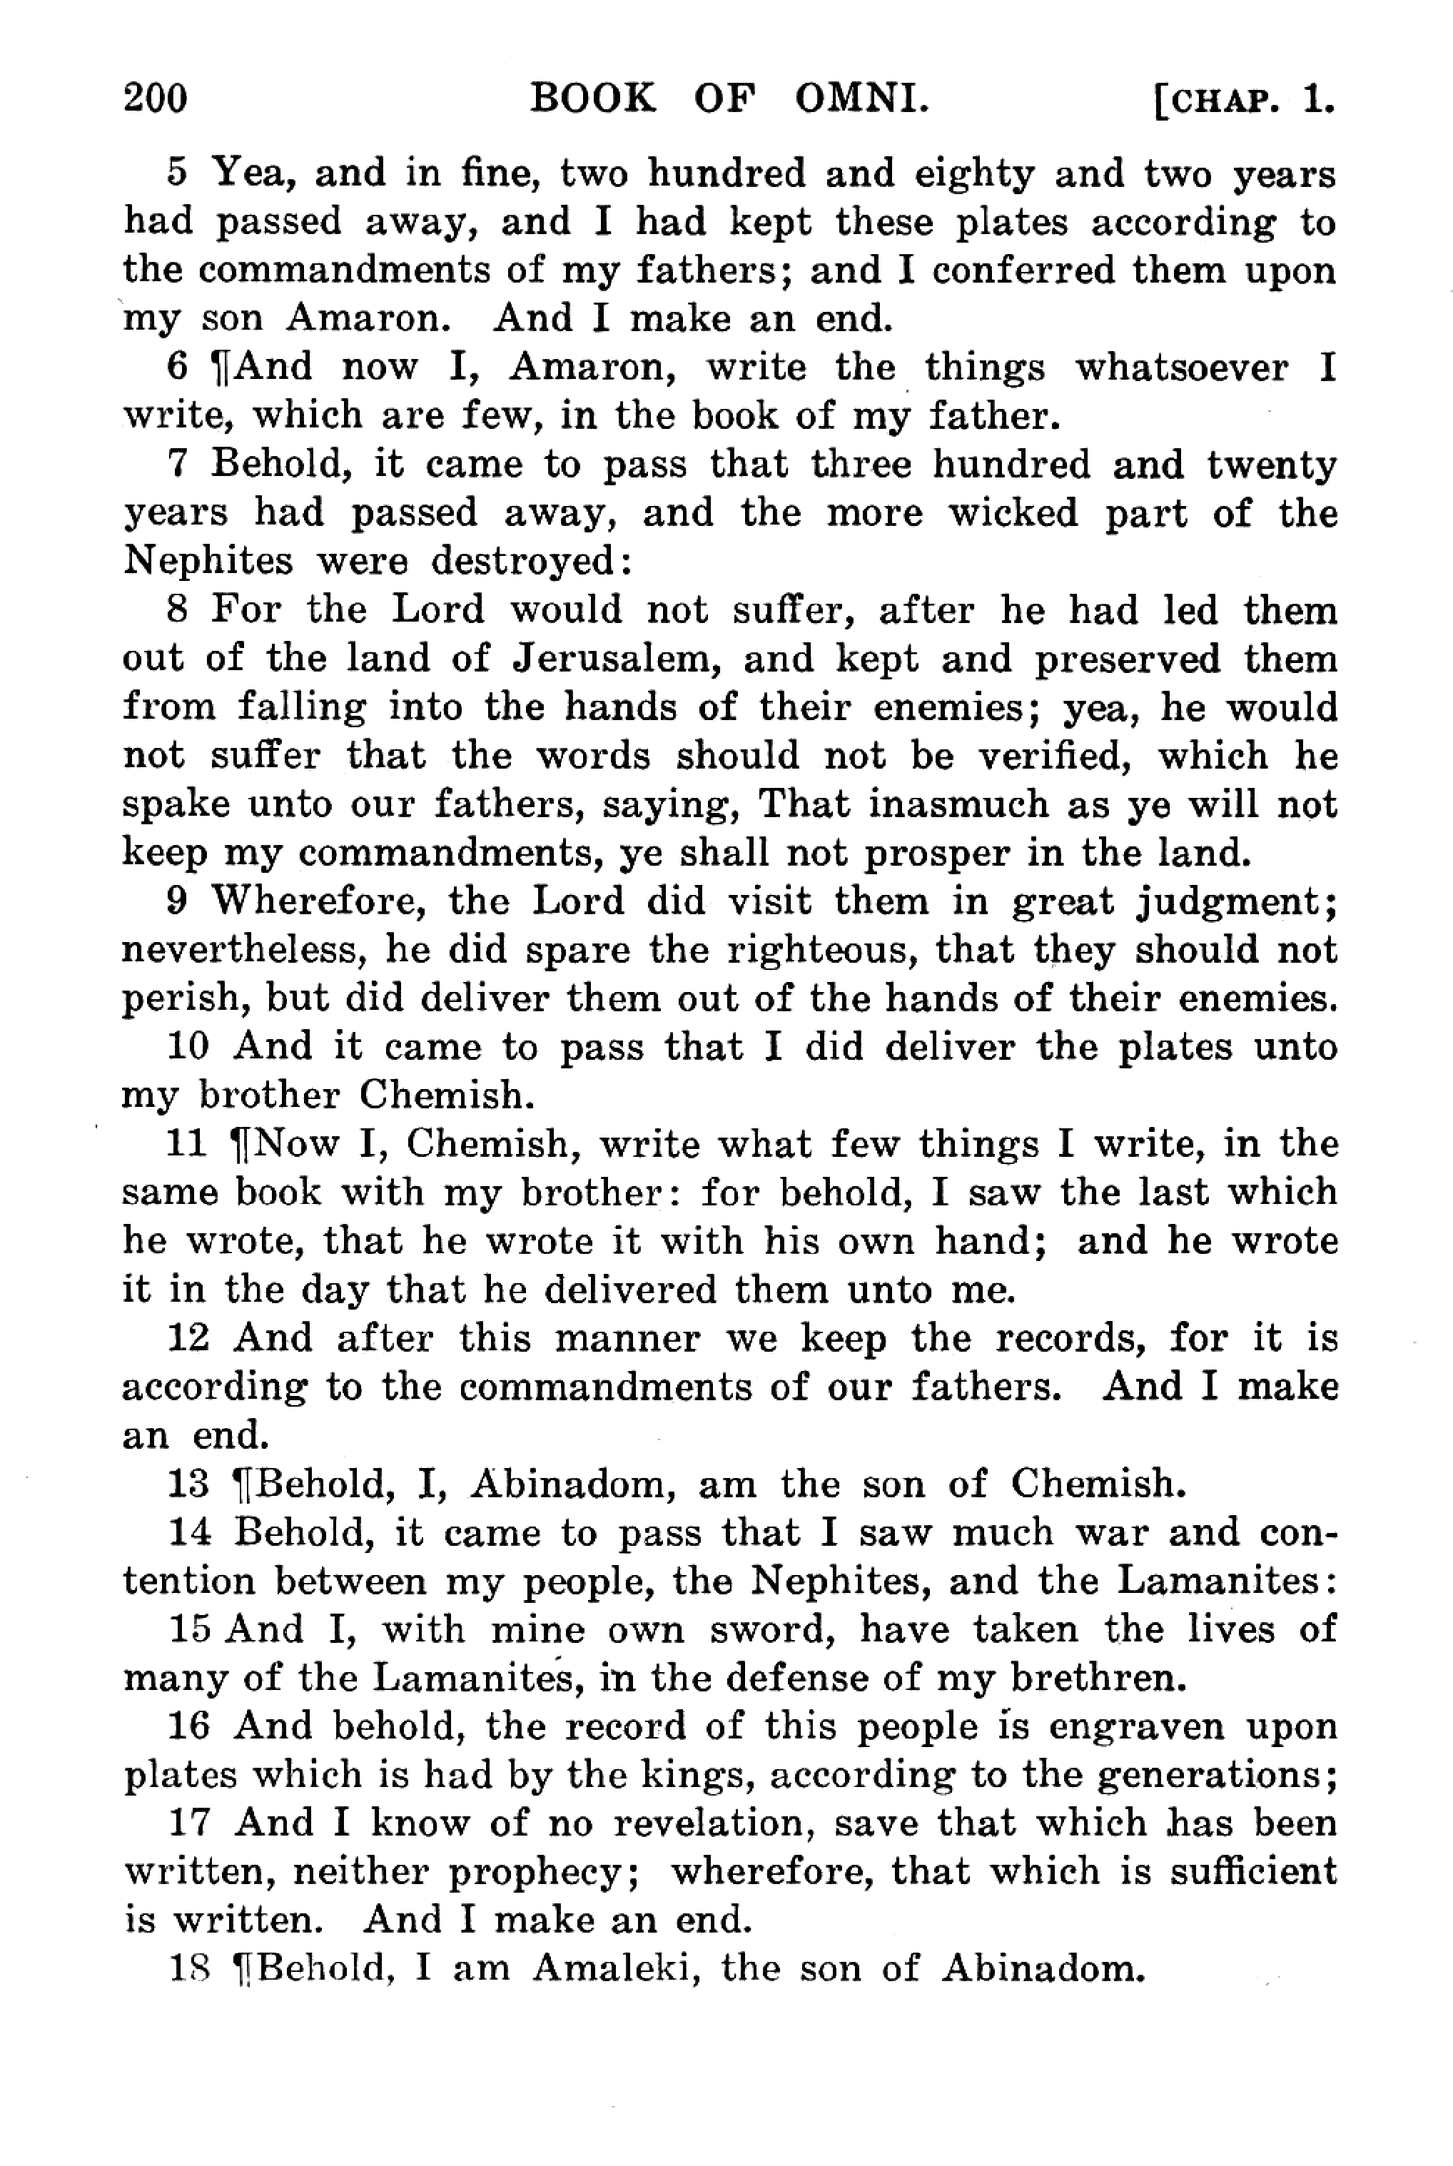 200 BOOK OF OMNI. [CHAP. 1.
5 Yea, and in fine, two hundred and eighty and two years
had passed away, and I had kept these plates according to
the commandments of my fathers; and I conferred them upon
my son Amaron. And I make an end.
6 ¶And now I, Amaron, write the things whatsoever I
write, which are few, in the book of my father.
7 Behold, it came to pass that three hundred and twenty
years had passed away, and the more wicked part of the
Nephites were destroyed:
8 For the Lord would not suffer, after he had led them
out of the land of Jerusalem, and kept and preserved them
from falling into the hands of their enemies; yea, he would
not suffer that the words should not be verified, which he
spake unto our fathers, saying, That inasmuch as ye will not
keep my commandments, ye shall not prosper in the land.
9 Wherefore, the Lord did visit them in great judgment;
nevertheless, he did spare the righteous, that they should not
perish, but did deliver them out of the hands of their enemies.
10 And it came to pass that I did deliver the plates unto
my brother Chemish.
11 ¶Now I, Chemish, write what few things I write, in the
same book with my brother: for behold, I saw the last which
he wrote, that he wrote it with his own hand; and he wrote
it in the day that he delivered them unto me.
12 And after this manner we keep the records, for it is
according to the commandments of our fathers. And I make
an end.
13 ¶Behold, I, Abinadom, am the son of Chemish.
14 Behold, it came to pass that I saw much war and con-
tention between my people, the Nephites, and the Lamanites:
15 And I, with mine own sword, have taken the lives of
many of the Lamanites, in the defense of my brethren.
16 And behold, the record of this people is engraven upon
plates which is had by the kings, according to the generations;
17 And I know of no revelation, save that which has been
written, neither prophecy; wherefore, that which is sufficient
is written. And I make an end.
18 ¶Behold, I am Amaleki, the son of Abinadom.